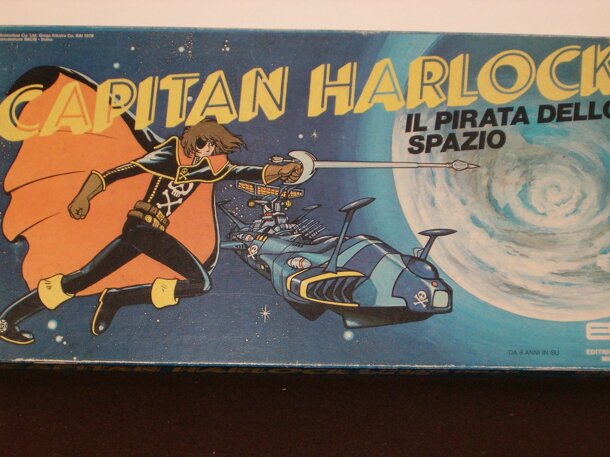 CAPITAN HARLOCK
IL PIRATA DELLO
SPAZIO
DA 8 ANNI IN SU